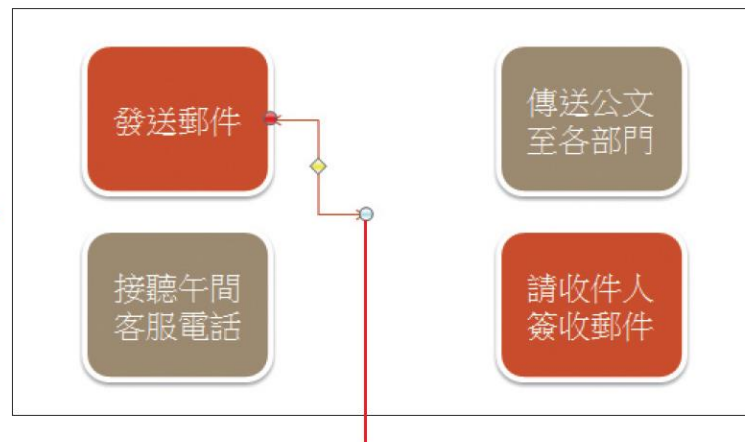 發送郵件
傳送公文
至各部門
接聽午間
客服電話
請收件人
簽收郵件